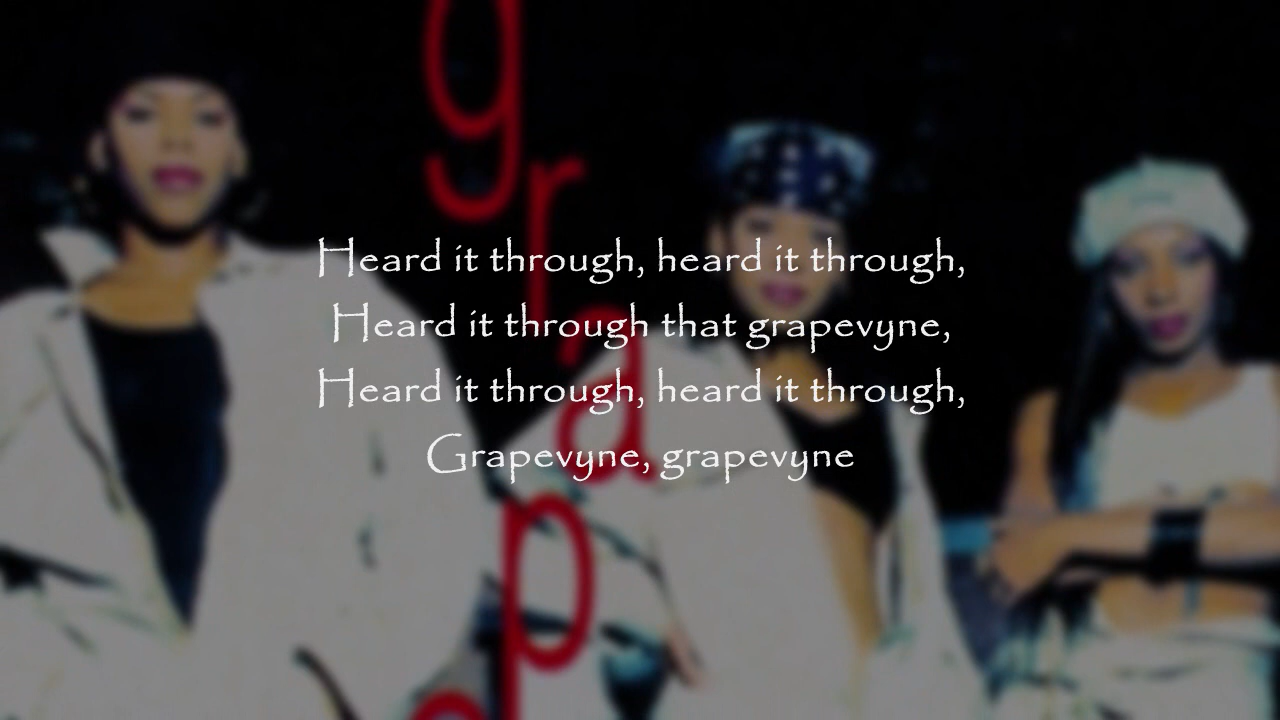 g
r
a
p
e
Heard it through, heard it through,
Heard it through that grapevyne,
Heard it through, heard it through,
Grapevyne, grapevyne